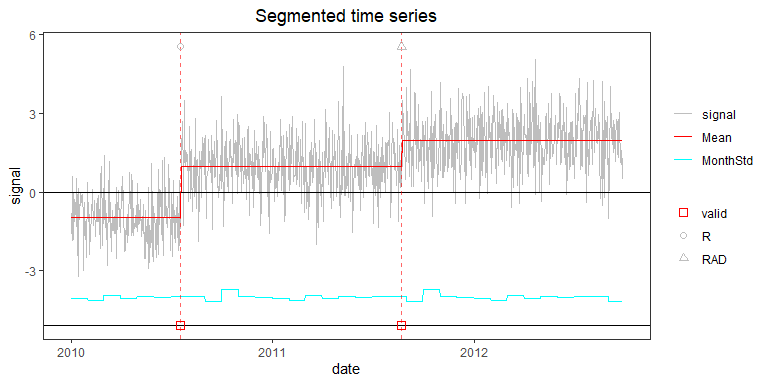 Segmented time series
6
3
0
-3
signal
2010
2011
2012
date
signal
Mean
MonthStd
valid
R
RAD